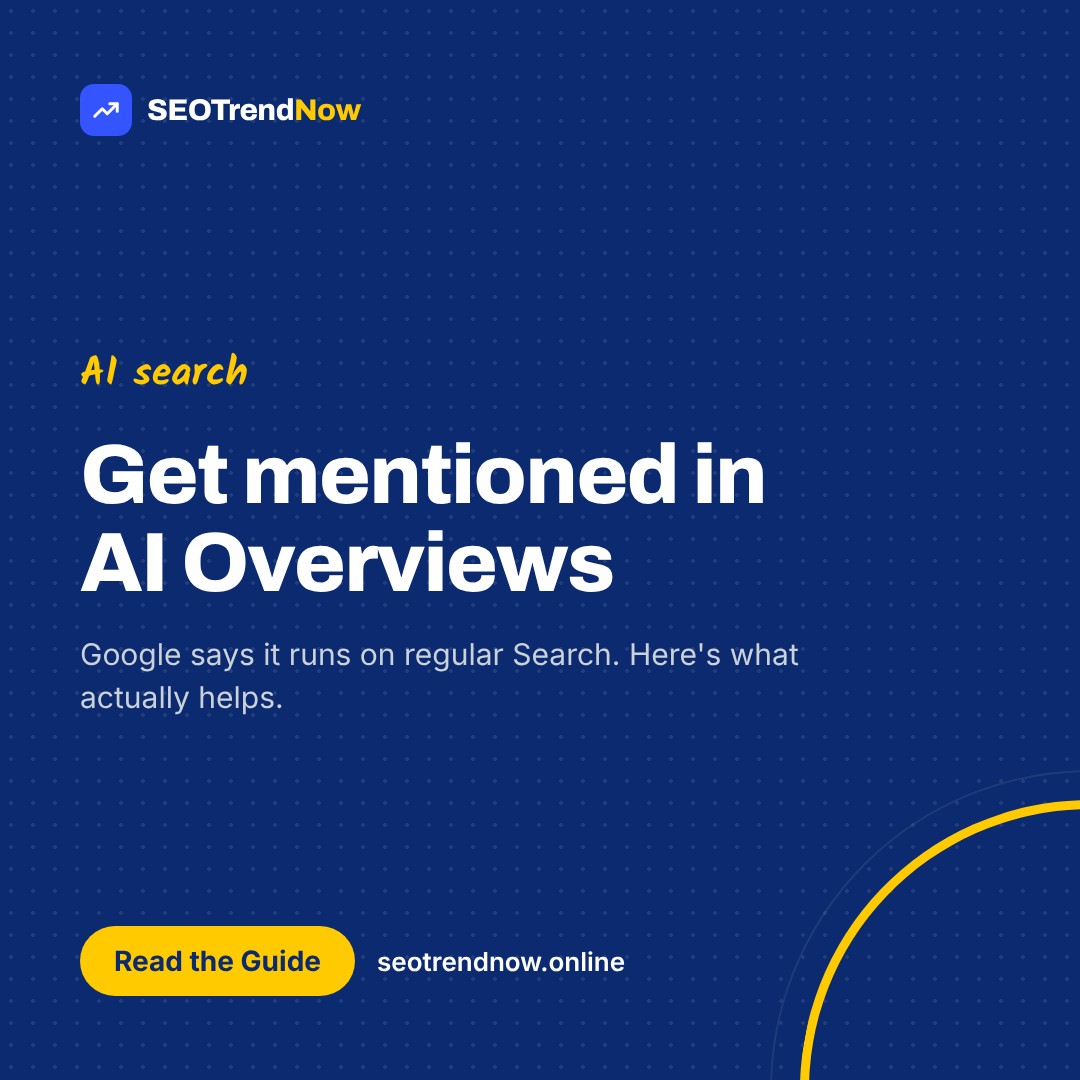 SEOTrendNow
AI search
Get mentioned in
AI Overviews
Google says it runs on regular Search. Here's what
actually helps.
Read the Guide
seotrendnow.online